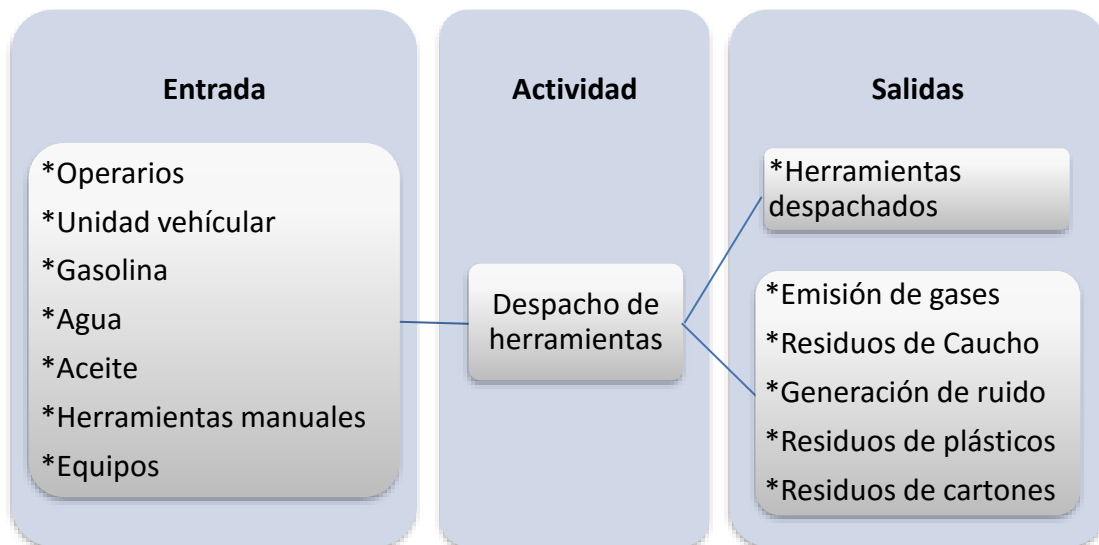 Entrada
*Operarios
*Unidad vehícular
*Gasolina
*Agua
*Aceite
*Herramientas manuales
*Equipos
Actividad
Despacho de
herramientas
Salidas
*Herramientas
despachados
*Emisión de gases
*Residuos de Caucho
*Generación de ruido
*Residuos de plásticos
*Residuos de cartones